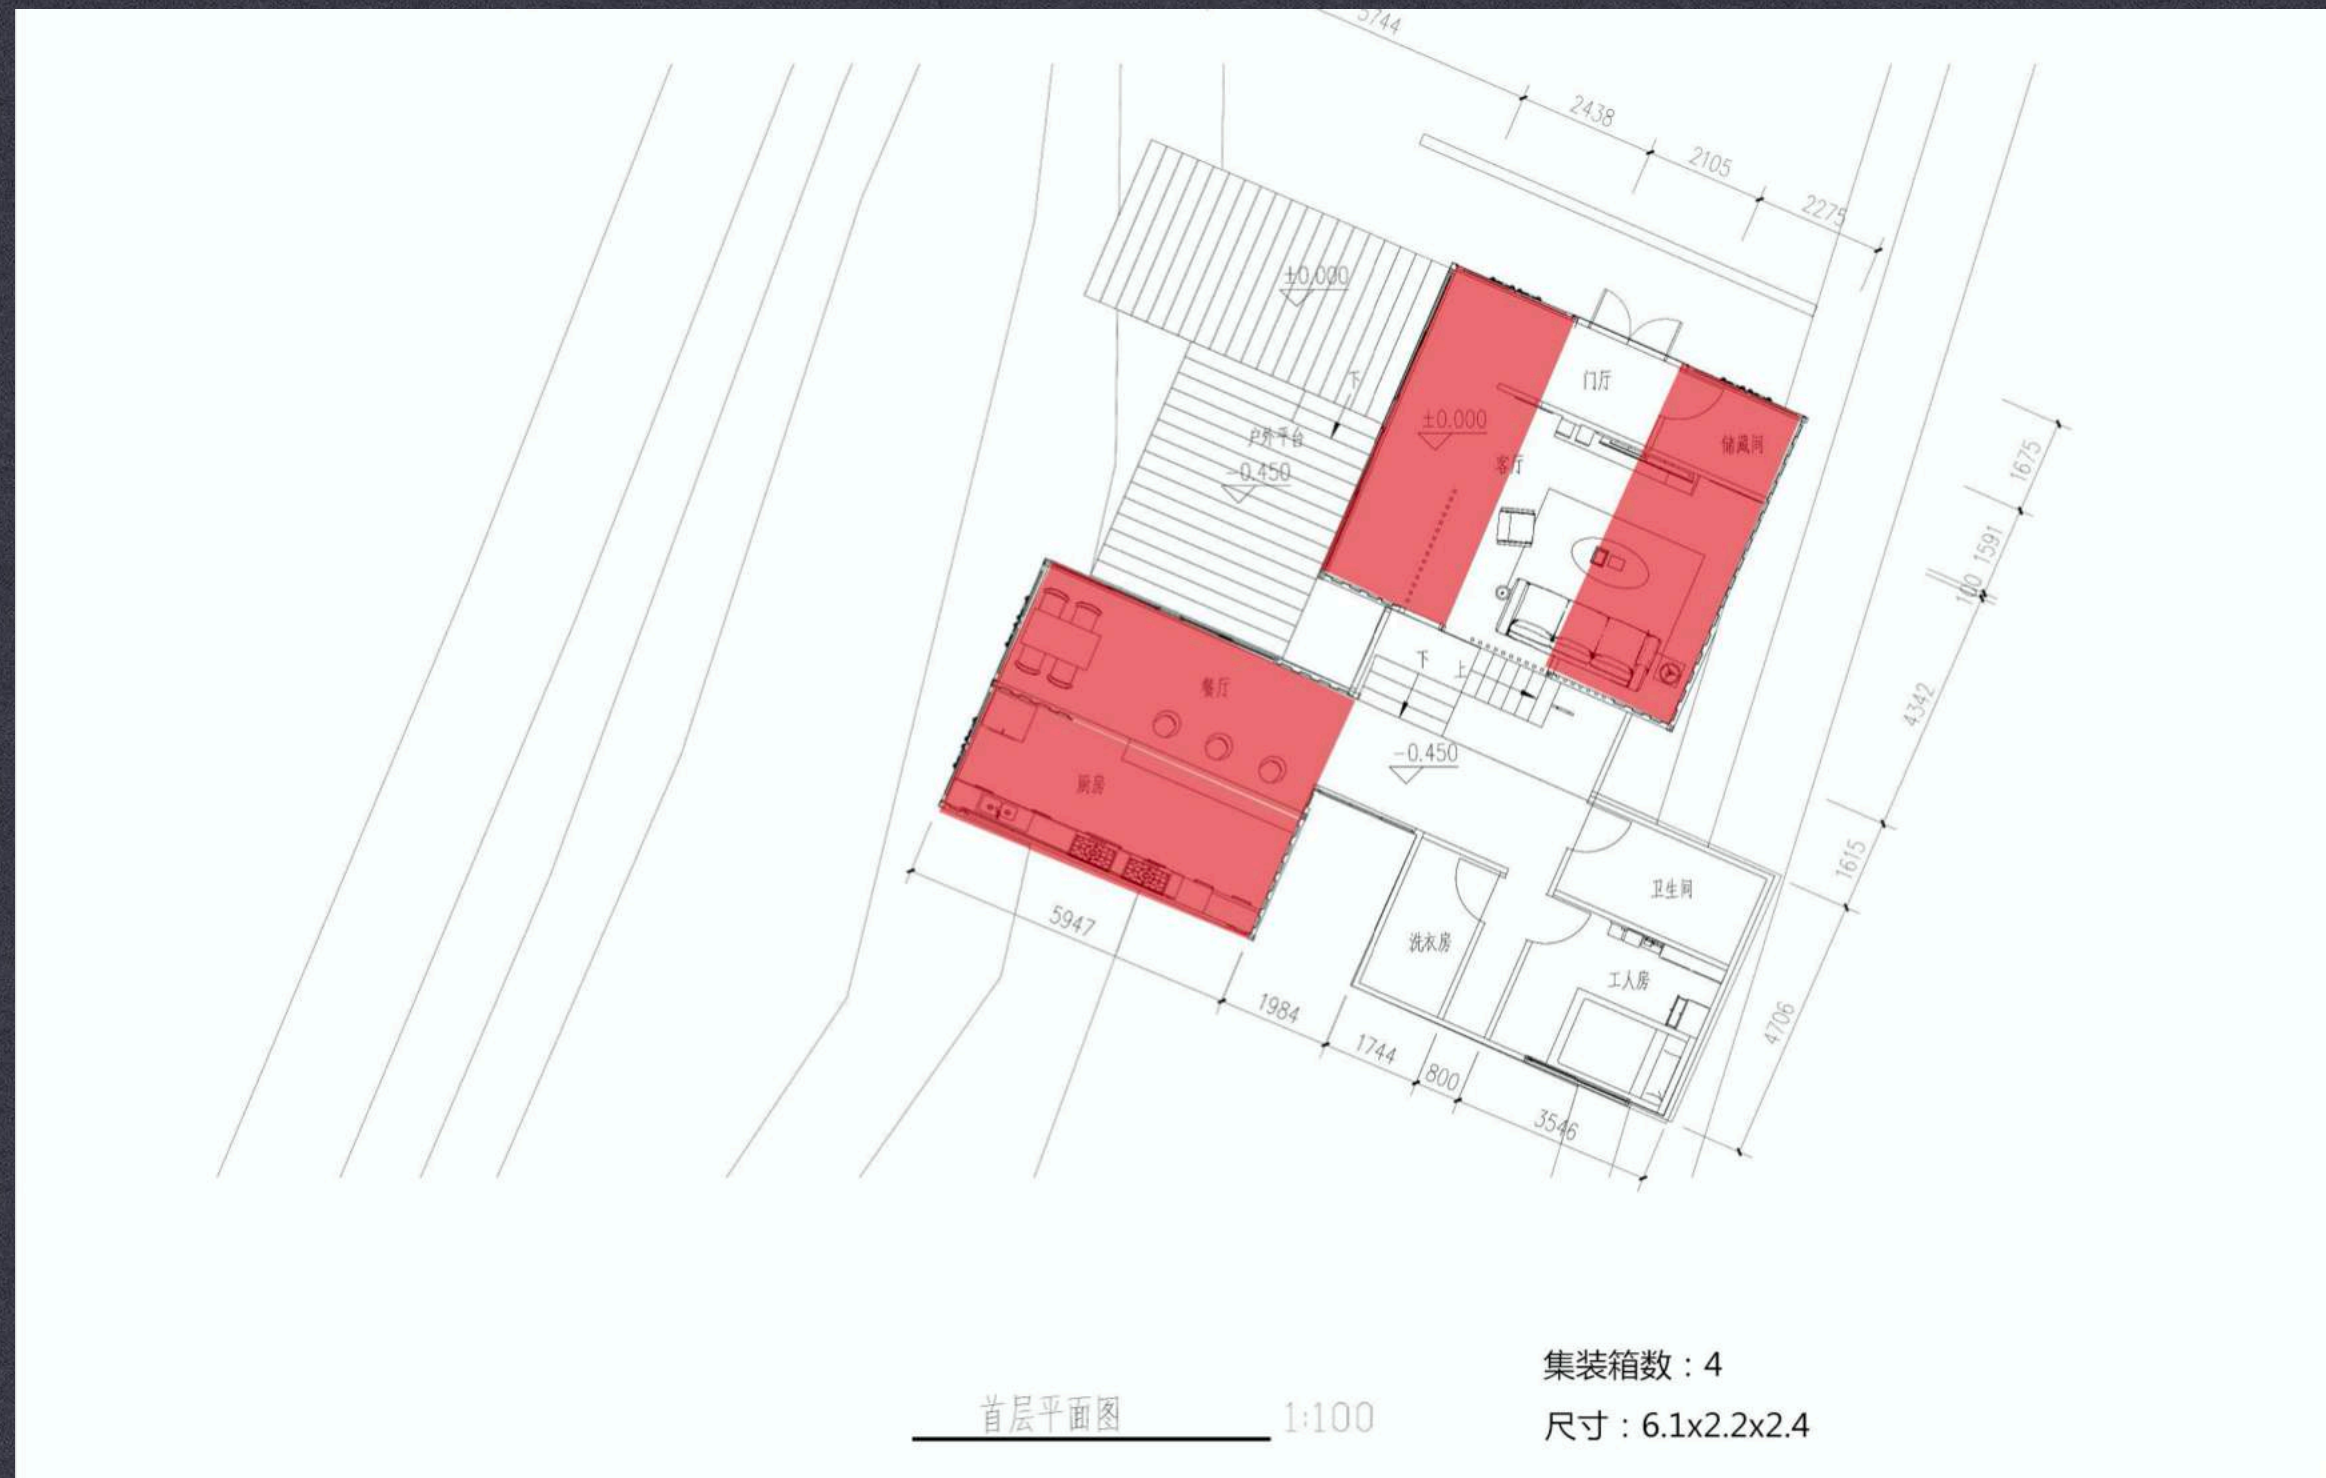 5744
2438
2105
2275
±0.000
门厅
下
±0.000
储藏间
户外平台
客厅
-0.450
1675
1591
100
下
上
餐厅
4342
-0.450
厨房
1615
卫生间
5947
洗衣房
工人房
1984
4706
1744
800
3546
集装箱数：4
首层平面图 1:100
尺寸：6.1x2.2x2.4